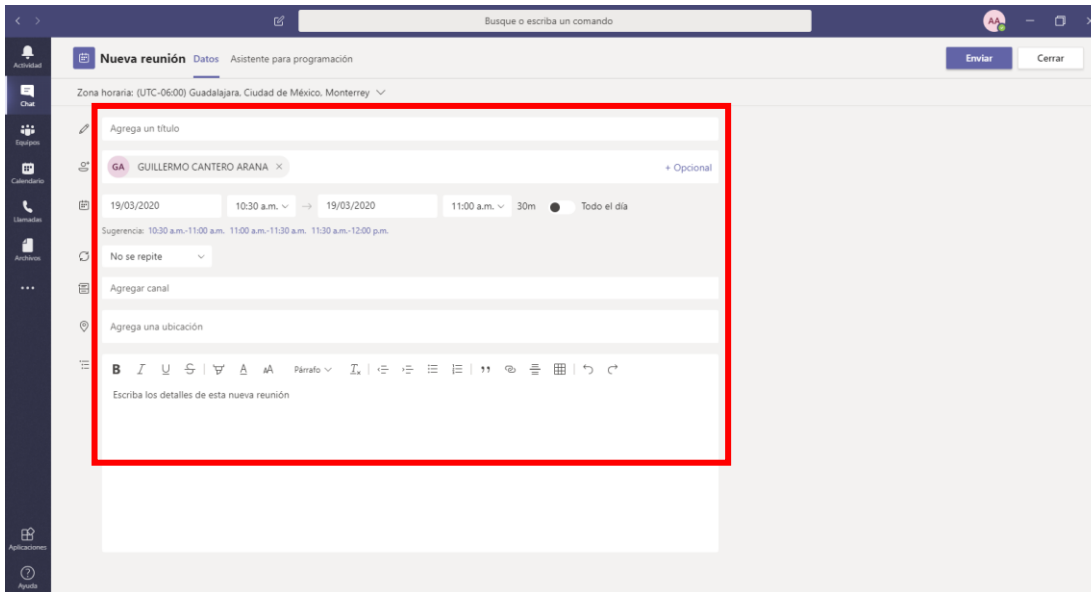 Busque o escriba un comando
AA
Actividad
Chat
Equipos
Calendario
Llamadas
Archivos
Aplicaciones
Ayuda
Nueva reunión Datos Asistente para programación
Enviar Cerrar
Zona horaria: (UTC-06:00) Guadalajara, Ciudad de México, Monterrey
Agrega un título
GA GUILLERMO CANTERO ARANA × + Opcional
19/03/2020 10:30 a.m. → 19/03/2020 11:00 a.m. 30m Todo el día
Sugerencia: 10:30 a.m.-11:00 a.m. 11:00 a.m.-11:30 a.m. 11:30 a.m.-12:00 p.m.
No se repite
Agregar canal
Agrega una ubicación
B I U S A AA Párrafo Tx
Escriba los detalles de esta nueva reunión